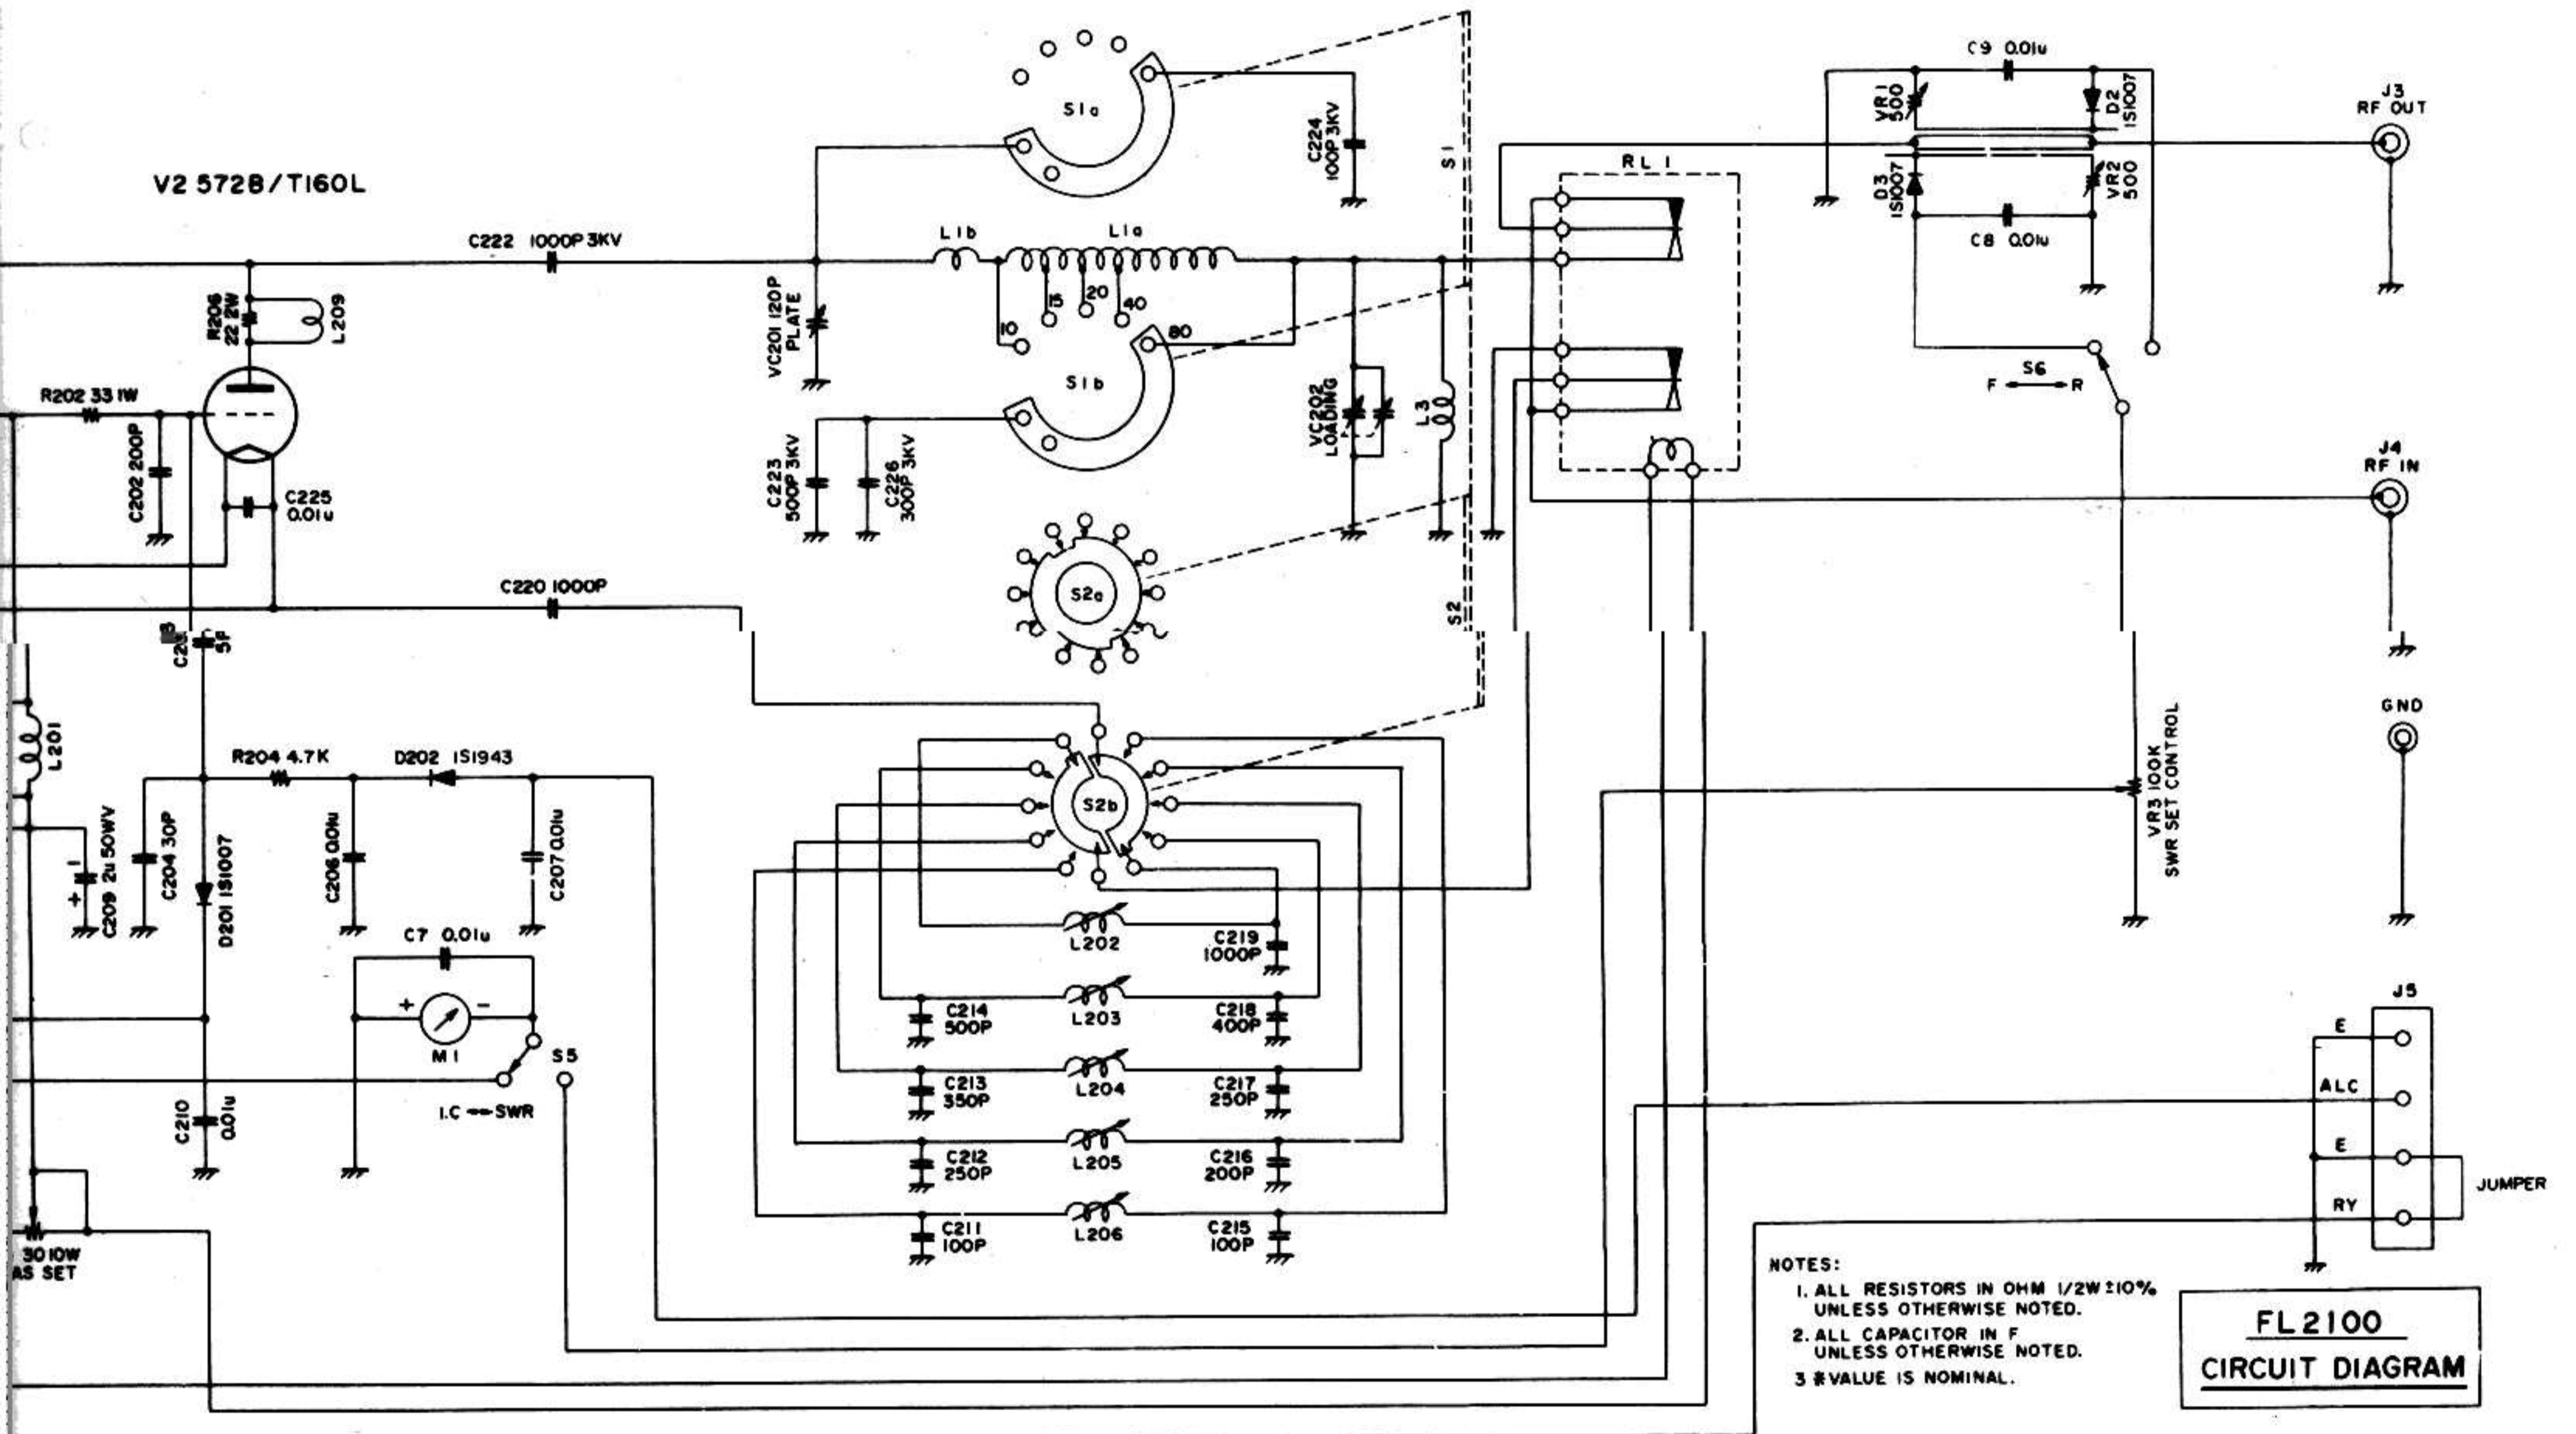 C9 0.01u
J3
RF OUT
VR1
500
D2
1S1007
S1a
C224
100P 3KV
S1
RL 1
D3
1S1007
VR2
500
C8 0.01u
V2 572B/T160L
C222 1000P 3KV
L1b
L1a
R206
22 2W
L209
VC201 120P
PLATE
10
15
20
40
80
S1b
VC202
LOADING
L3
S6
F R
R202 33 1W
C202 200P
C225
0.01u
C223
500P 3KV
C226
300P 3KV
J4
RF IN
C220 1000P
S2a
S2
5P
L201
R204 4.7K
D202 1S1943
S2b
GND
VR3 100K
SWR SET CONTROL
C209 2u 50WV
C204 30P
D201 1S1007
C206 0.01u
C207 0.01u
+ -
C7 0.01u
+ -
M1
S5
I.C SWR
C210
0.01u
L202
C219
1000P
C214
500P
L203
C218
400P
C213
350P
L204
C217
250P
C212
250P
L205
C216
200P
C211
100P
L206
C215
100P
J5
E
ALC
E
RY
JUMPER
30 10W
AS SET
NOTES:
1. ALL RESISTORS IN OHM 1/2W ±10%
UNLESS OTHERWISE NOTED.
2. ALL CAPACITOR IN F
UNLESS OTHERWISE NOTED.
3 * VALUE IS NOMINAL.
FL2100
CIRCUIT DIAGRAM